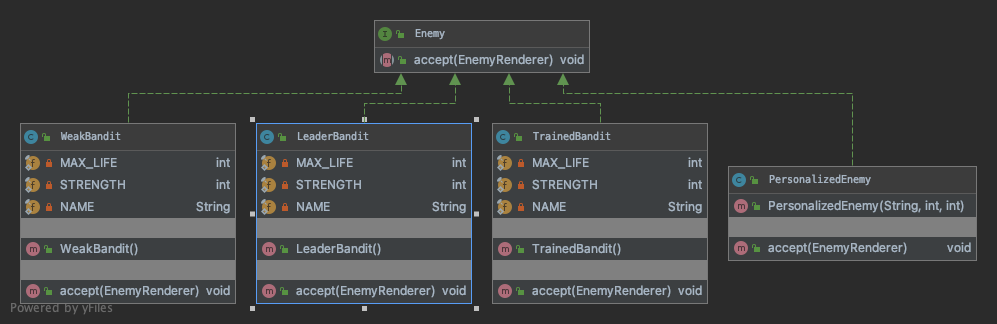 Enemy
accept(EnemyRenderer) void
WeakBandit
MAX_LIFE int
STRENGTH int
NAME String
WeakBandit()
accept(EnemyRenderer) void
LeaderBandit
MAX_LIFE int
STRENGTH int
NAME String
LeaderBandit()
accept(EnemyRenderer) void
TrainedBandit
MAX_LIFE int
STRENGTH int
NAME String
TrainedBandit()
accept(EnemyRenderer) void
PersonalizedEnemy
PersonalizedEnemy(String, int, int)
accept(EnemyRenderer) void
Powered by yFiles